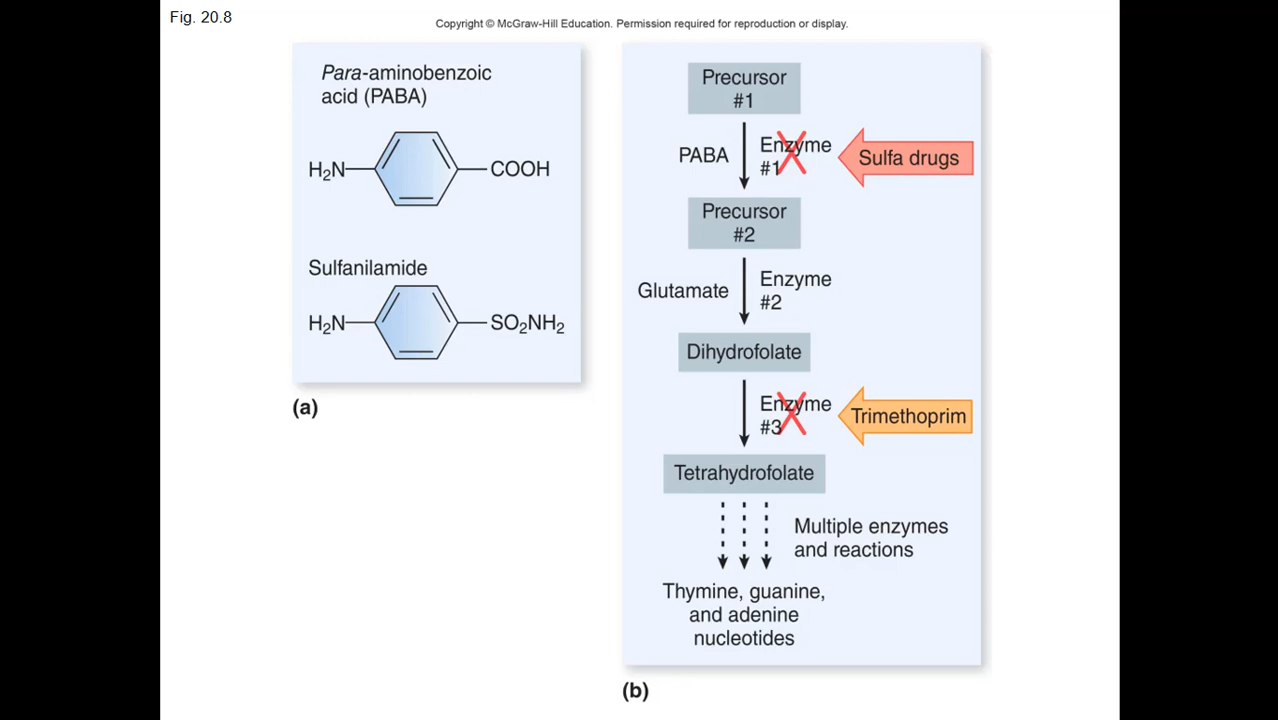 Fig. 20.8
Copyright © McGraw-Hill Education. Permission required for reproduction or display.
Para-aminobenzoic
acid (PABA)
H₂N
COOH
Sulfanilamide
H₂N
SO₂NH₂
(a)
Precursor
#1
PABA
Enzyme
#1
Sulfa drugs
Precursor
#2
Glutamate
Enzyme
#2
Dihydrofolate
Enzyme
#3
Trimethoprim
Tetrahydrofolate
Multiple enzymes
and reactions
Thymine, guanine,
and adenine
nucleotides
(b)